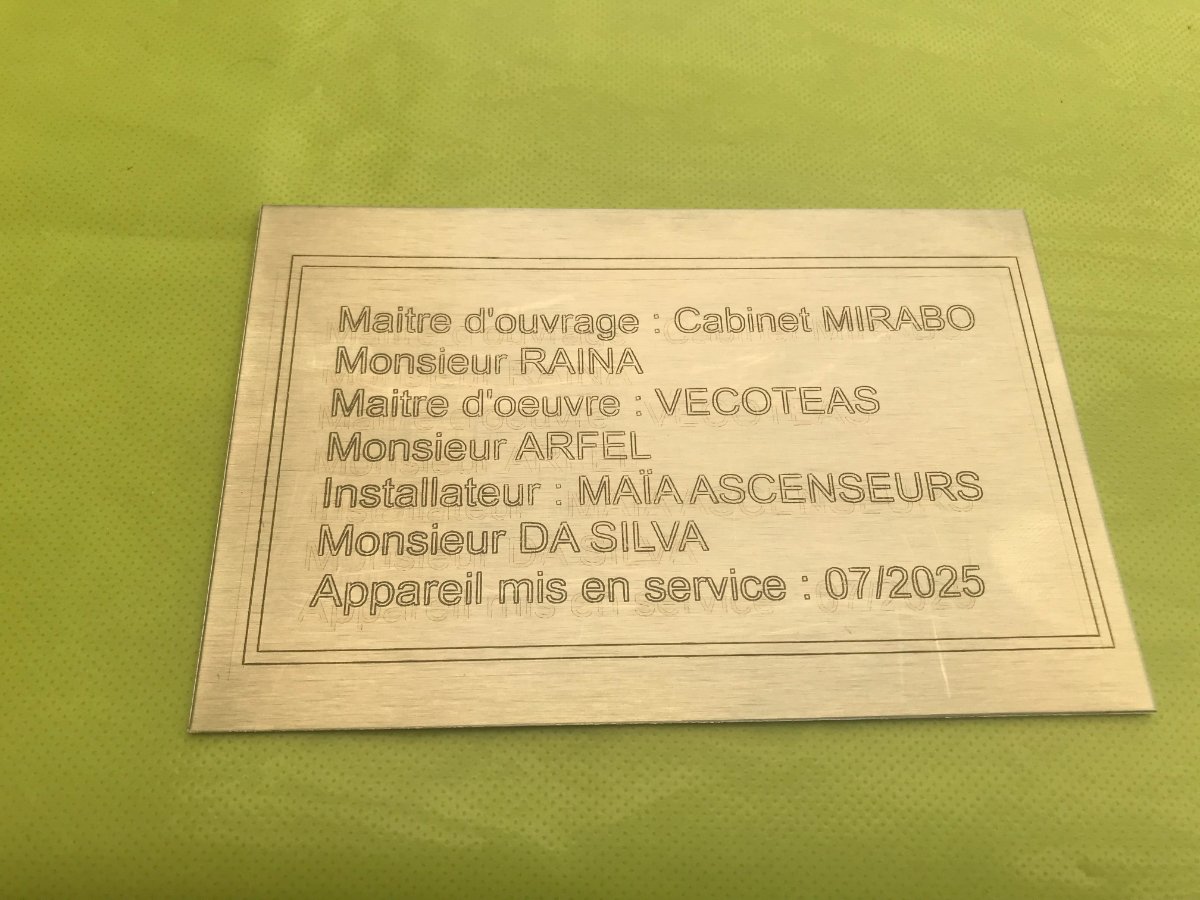 Maitre d'ouvrage : Cabinet MIRABO
Monsieur RAINA
Maitre d'oeuvre : VECOTEAS
Monsieur ARFEL
Installateur : MAÏA ASCENSEURS
Monsieur DA SILVA
Appareil mis en service : 07/2025